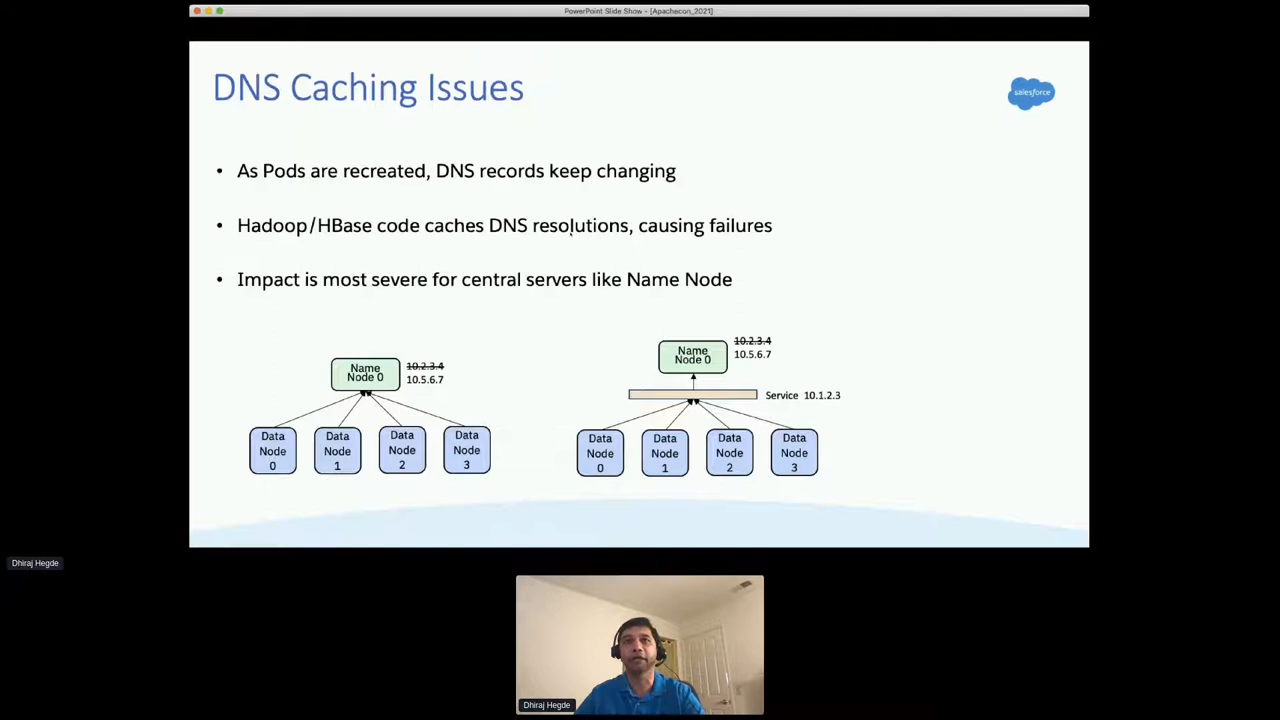 PowerPoint Slide Show - [Apachecon_2021]
DNS Caching Issues
salesforce
• As Pods are recreated, DNS records keep changing
• Hadoop/HBase code caches DNS resolutions, causing failures
• Impact is most severe for central servers like Name Node
Name
Node 0
10.2.3.4
10.5.6.7
Data
Node
0
Data
Node
1
Data
Node
2
Data
Node
3
Name
Node 0
10.2.3.4
10.5.6.7
Service 10.1.2.3
Data
Node
0
Data
Node
1
Data
Node
2
Data
Node
3
Dhiraj Hegde
Dhiraj Hegde